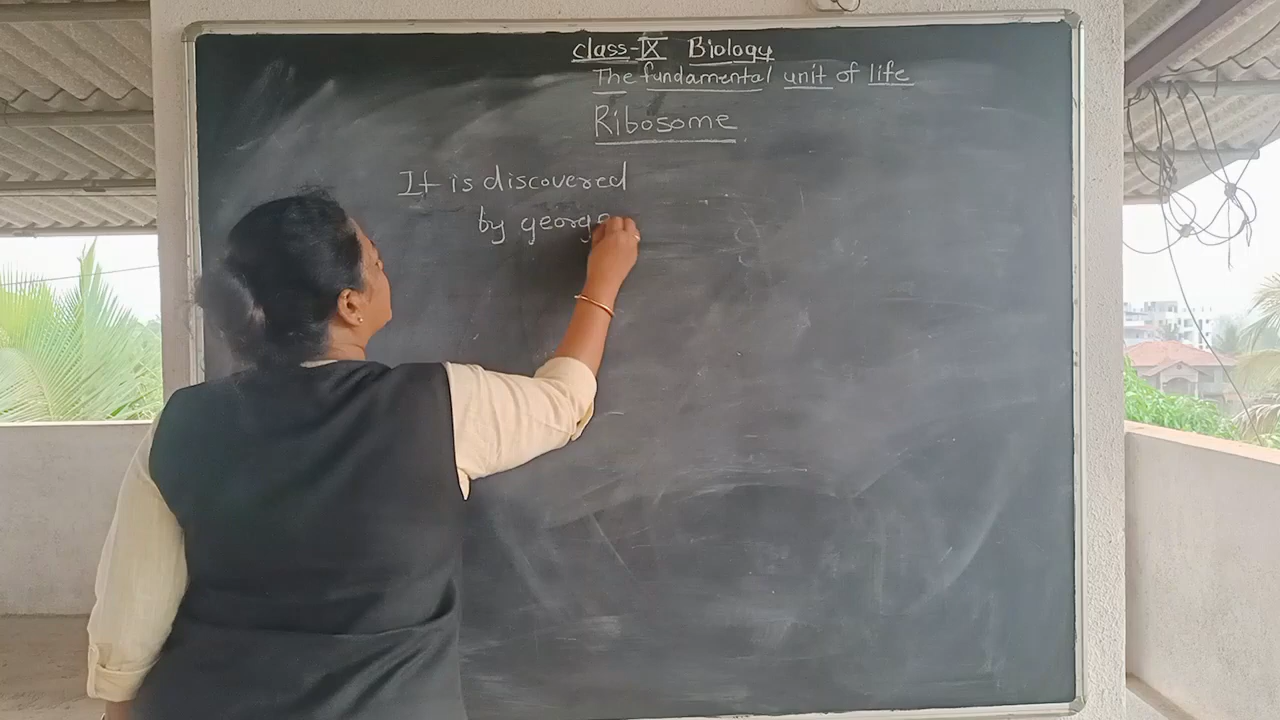 class-IX Biology
The fundamental unit of life
Ribosome
It is discovered
by george